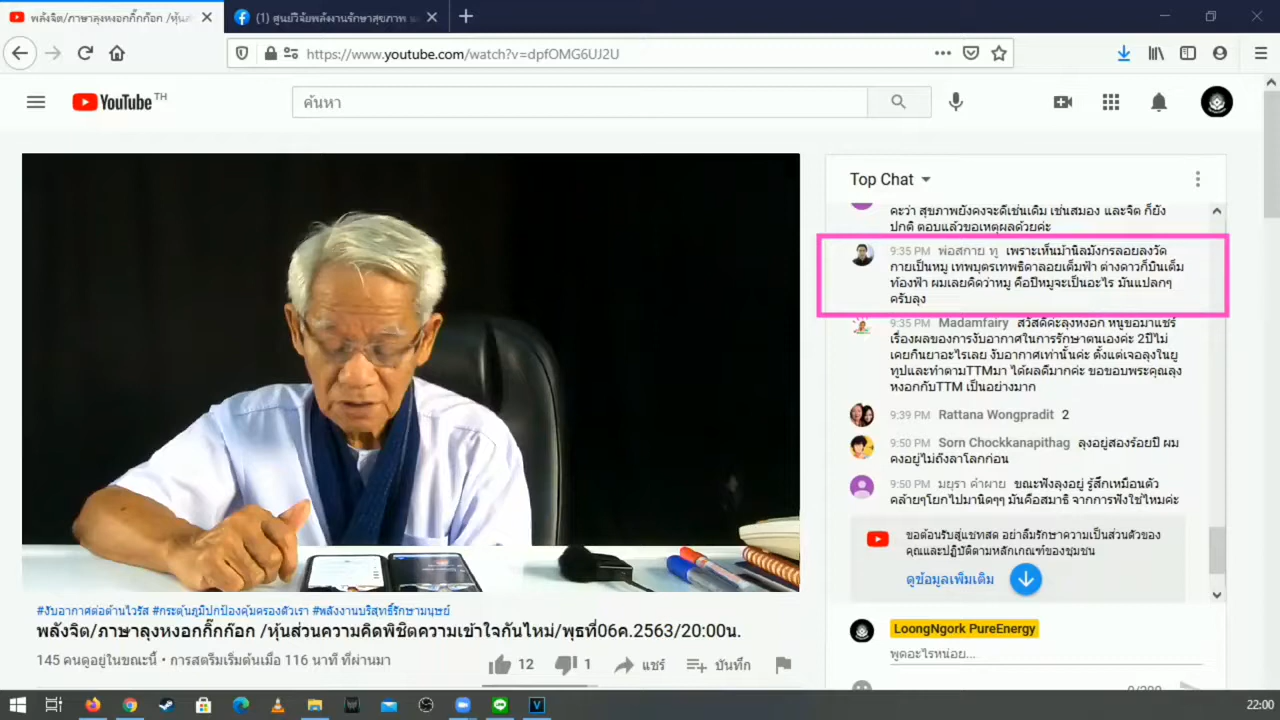 พลังจิต/ภาษาลุงหงอกกิ๊กก๊อก /หุ้นส
(1) ศูนย์วิจัยพลังงานรักษาสุขภาพ แ
https://www.youtube.com/watch?v=dpfOMG6UJ2U
YouTube TH
ค้นหา
Top Chat
คะว่า สุขภาพยังคงจะดีเช่นเดิม เช่นสมอง และจิต ก็ยัง
ปกติ ตอบแล้วขอเหตุผลด้วยค่ะ
9:35 PM พ่อสกาย ทู เพราะเห็นม้านิลมังกรลอยลงวัด
กายเป็นหมู เทพบุตรเทพธิดาลอยเต็มฟ้า ต่างดาวก็บินเต็ม
ท้องฟ้า ผมเลยคิดว่าหมู คือปีหมูจะเป็นอะไร มันแปลกๆ
ครับลุง
9:35 PM Madamfairy สวัสดีค่ะลุงหงอก หนูขอมาแชร์
เรื่องผลของการงับอากาศในการรักษาตนเองค่ะ 2ปีไม่
เคยกินยาอะไรเลย งับอากาศเท่านั้นค่ะ ตั้งแต่เจอลุงในยู
ทูปและทำตามTTMมา ได้ผลดีมากค่ะ ขอขอบพระคุณลุง
หงอกกับTTM เป็นอย่างมาก
9:39 PM Rattana Wongpradit 2
9:50 PM Sorn Chockkanapithag ลุงอยู่สองร้อยปี ผม
คงอยู่ไม่ถึงลาโลกก่อน
9:50 PM มยุรา คำผาย ขณะฟังลุงอยู่ รู้สึกเหมือนตัว
คล้ายๆโยกไปมานิดๆๆ มันคือสมาธิ จากการฟังใช่ไหมค่ะ
ขอต้อนรับสู่แชทสด อย่าลืมรักษาความเป็นส่วนตัวของ
คุณและปฏิบัติตามหลักเกณฑ์ของชุมชน
ดูข้อมูลเพิ่มเติม
LoongNgork PureEnergy
พูดอะไรหน่อย...
0/200
#งับอากาศต่อต้านไวรัส #กระตุ้นภูมิปกป้องคุ้มครองตัวเรา #พลังงานบริสุทธิ์รักษามนุษย์
พลังจิต/ภาษาลุงหงอกกิ๊กก๊อก /หุ้นส่วนความคิดพิชิตความเข้าใจกันไหม่/พุธที่06ค.2563/20:00น.
145 คนดูอยู่ในขณะนี้ • การสตรีมเริ่มต้นเมื่อ 116 นาที ที่ผ่านมา
12
1
แชร์
บันทึก
22:00